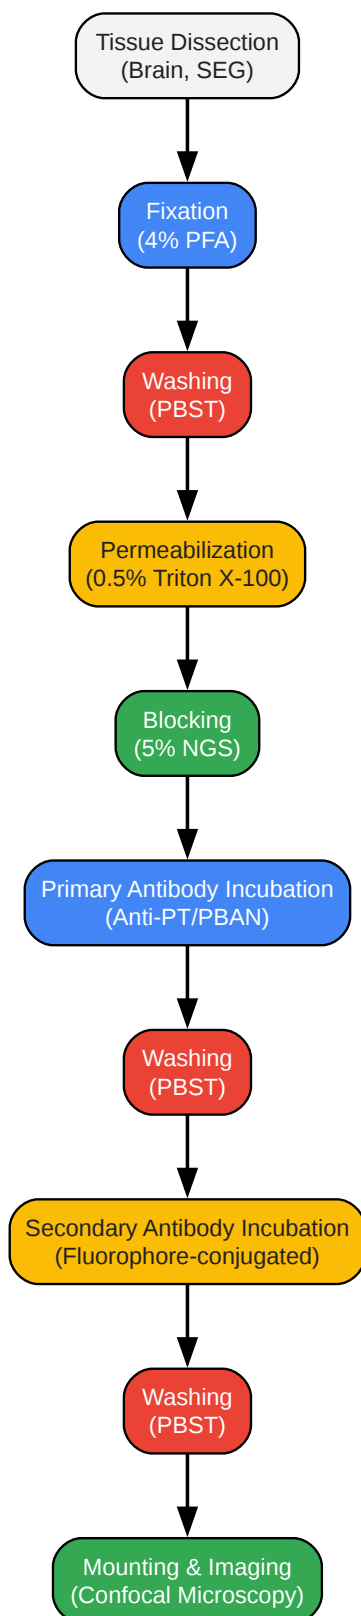 Tissue Dissection
(Brain, SEG)
Fixation
(4% PFA)
Washing
(PBST)
Permeabilization
(0.5% Triton X-100)
Blocking
(5% NGS)
Primary Antibody Incubation
(Anti-PT/PBAN)
Washing
(PBST)
Secondary Antibody Incubation
(Fluorophore-conjugated)
Washing
(PBST)
Mounting & Imaging
(Confocal Microscopy)